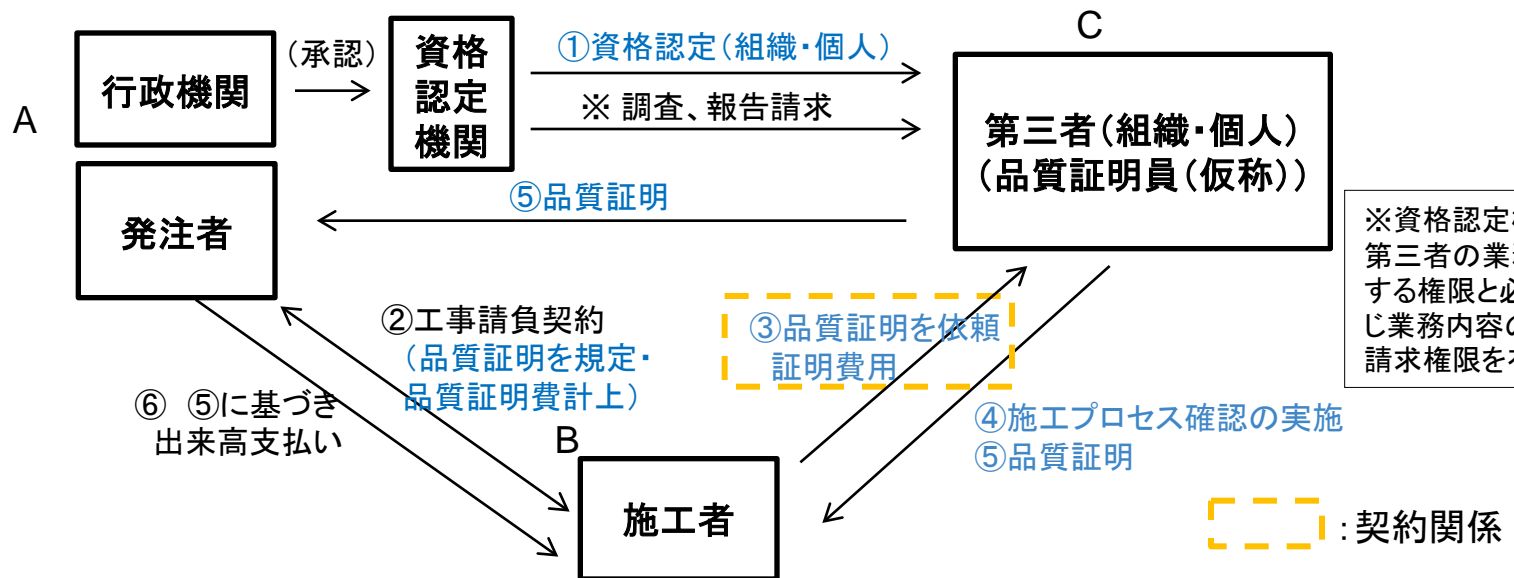 A
行政機関
(承認)
資格
認定
機関
①資格認定(組織・個人)
※ 調査、報告請求
C
第三者(組織・個人)
(品質証明員(仮称))
発注者
⑤品質証明
※資格認定
第三者の業
する権限と必
じ業務内容の
請求権限を
②工事請負契約
(品質証明を規定・
品質証明費計上)
③品質証明を依頼
証明費用
⑥ ⑤に基づき
出来高支払い
④施工プロセス確認の実施
⑤品質証明
B
施工者
:契約関係